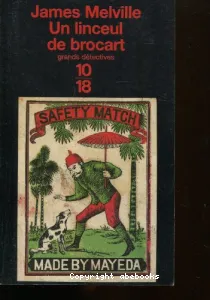 James Melville
Un linceul
de brocart
grands détectives
10
18
SAFETY MATCH
MADE BY MAYEDA
Copyright abebooks